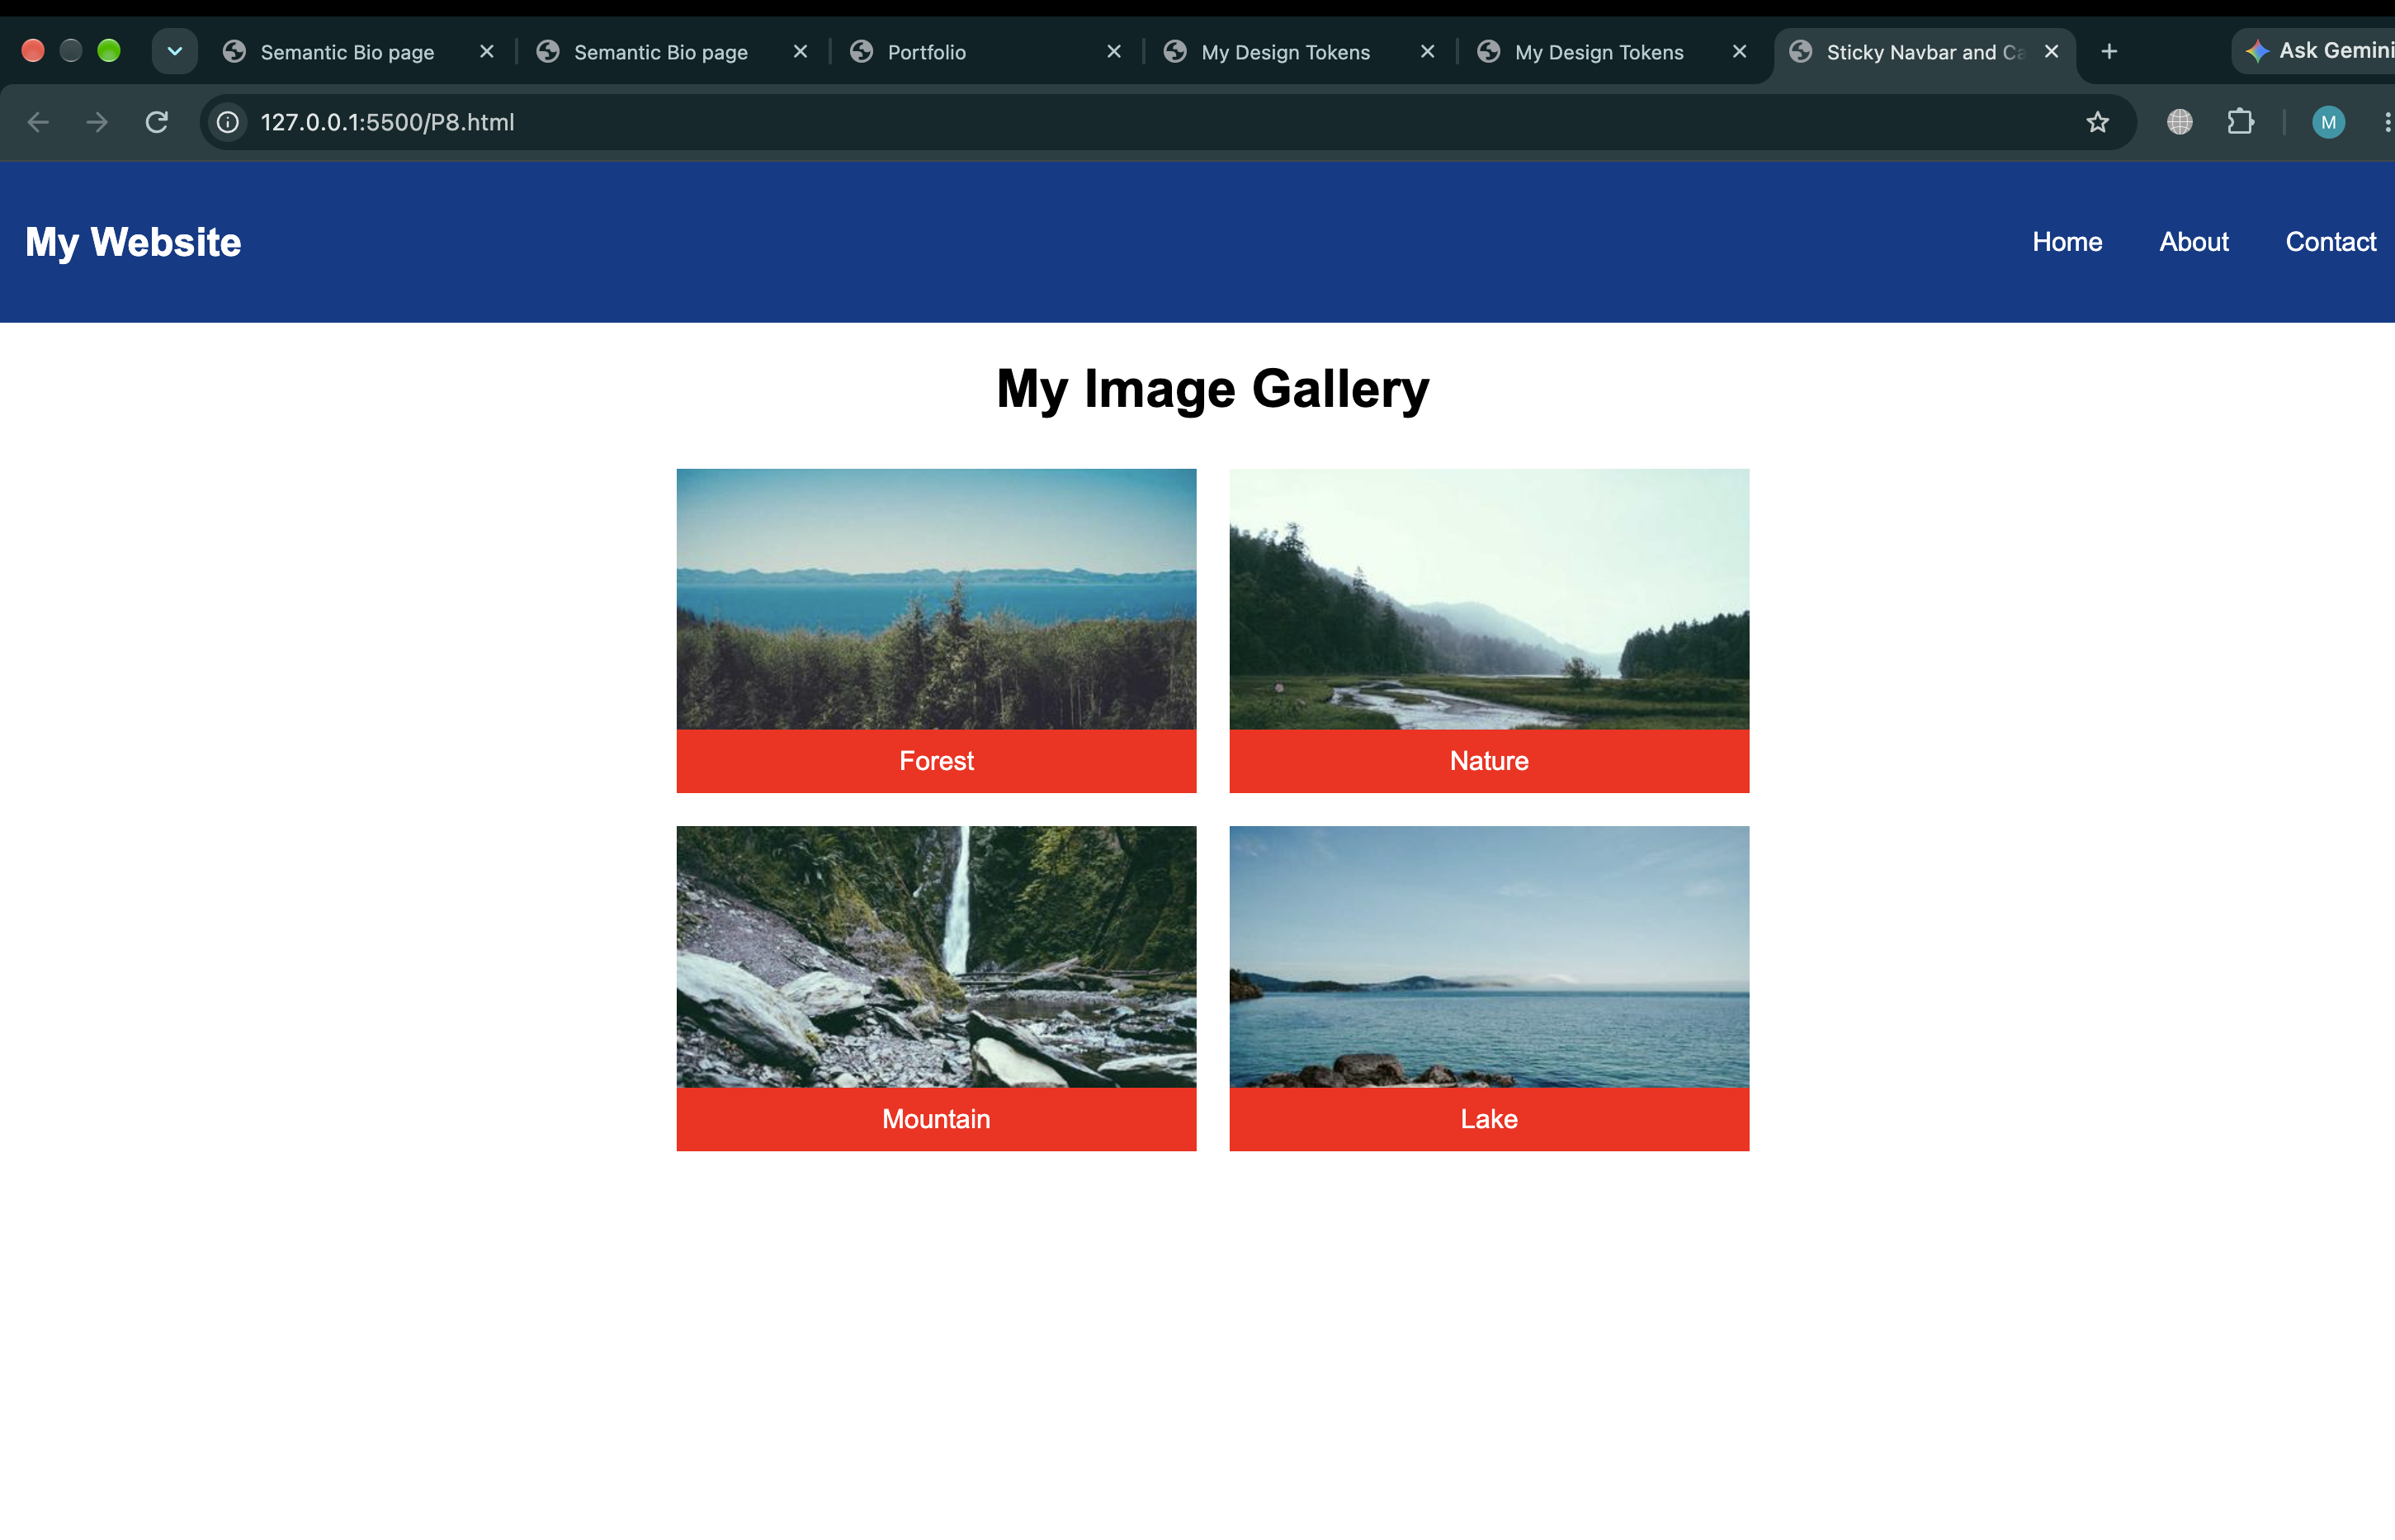 Semantic Bio page
Semantic Bio page
Portfolio
My Design Tokens
My Design Tokens
Sticky Navbar and Ca
Ask Gemini
127.0.0.1:5500/P8.html
M
My Website
Home About Contact
My Image Gallery
Forest
Nature
Mountain
Lake